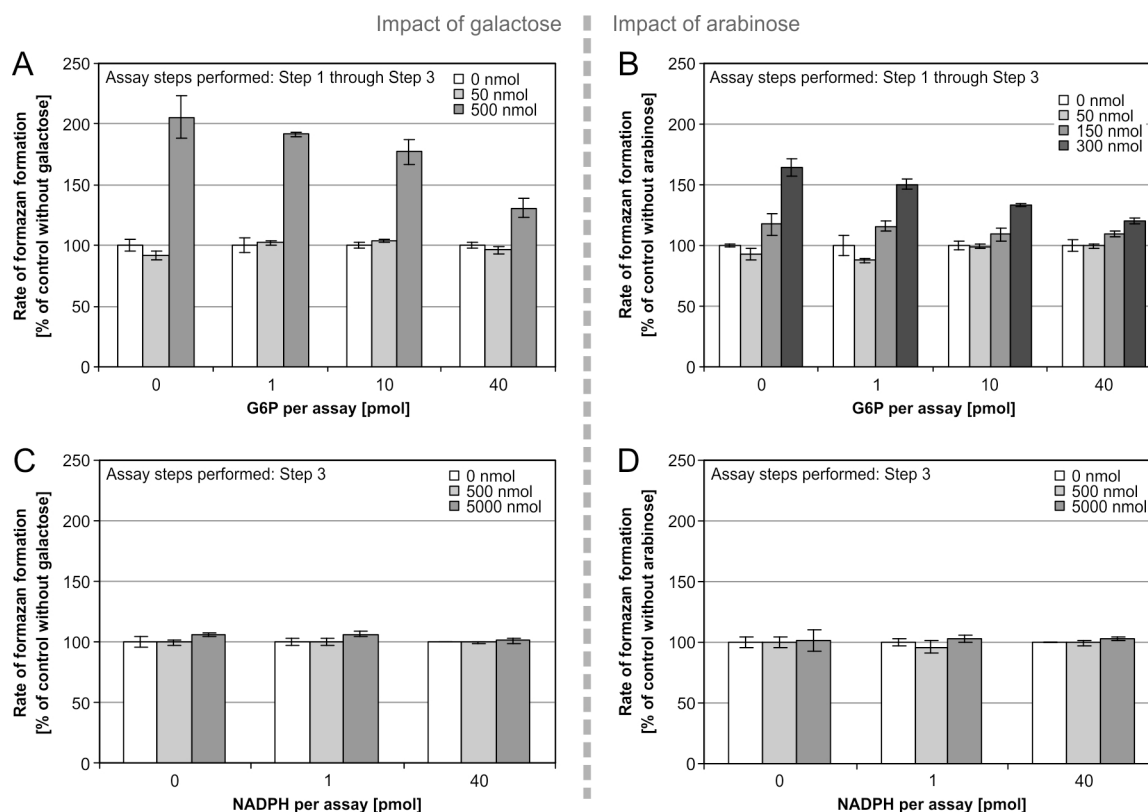 Impact of galactose
Impact of arabinose
A
Assay steps performed: Step 1 through Step 3
0 nmol
50 nmol
500 nmol
Rate of formazan formation
[% of control without galactose]
250
200
150
100
50
0
0 1 10 40
G6P per assay [pmol]
B
Assay steps performed: Step 1 through Step 3
0 nmol
50 nmol
150 nmol
300 nmol
Rate of formazan formation
[% of control without arabinose]
250
200
150
100
50
0
0 1 10 40
G6P per assay [pmol]
C
Assay steps performed: Step 3
0 nmol
500 nmol
5000 nmol
Rate of formazan formation
[% of control without galactose]
250
200
150
100
50
0
0 1 40
NADPH per assay [pmol]
D
Assay steps performed: Step 3
0 nmol
500 nmol
5000 nmol
Rate of formazan formation
[% of control without arabinose]
250
200
150
100
50
0
0 1 40
NADPH per assay [pmol]